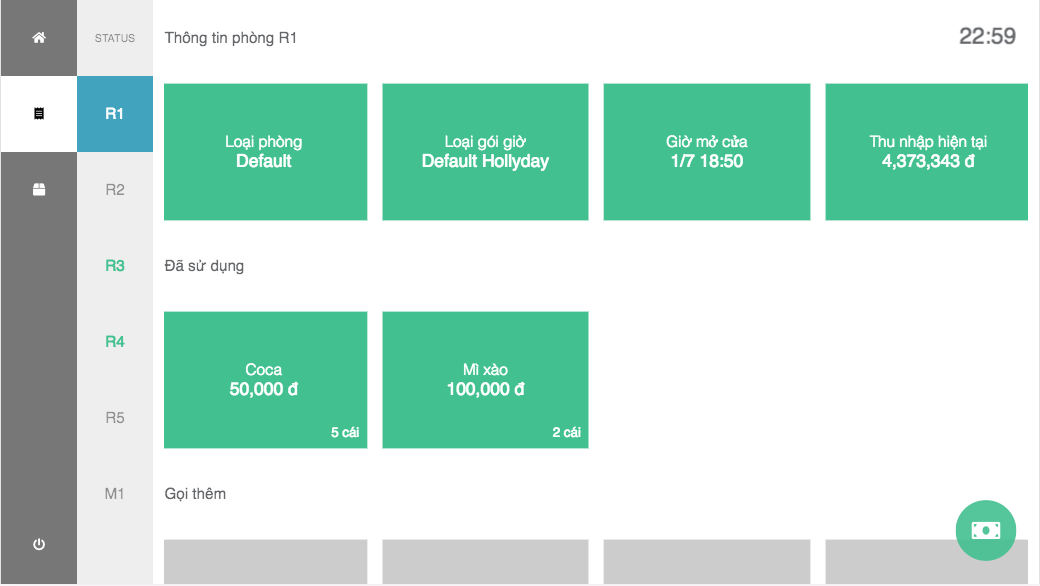 STATUS
R1
R2
R3
R4
R5
M1
Thông tin phòng R1
22:59
Loại phòng
Default
Loại gói giờ
Default Hollyday
Giờ mở cửa
1/7 18:50
Thu nhập hiện tại
4,373,343 đ
Đã sử dụng
Coca
50,000 đ
5 cái
Mì xào
100,000 đ
2 cái
Gọi thêm